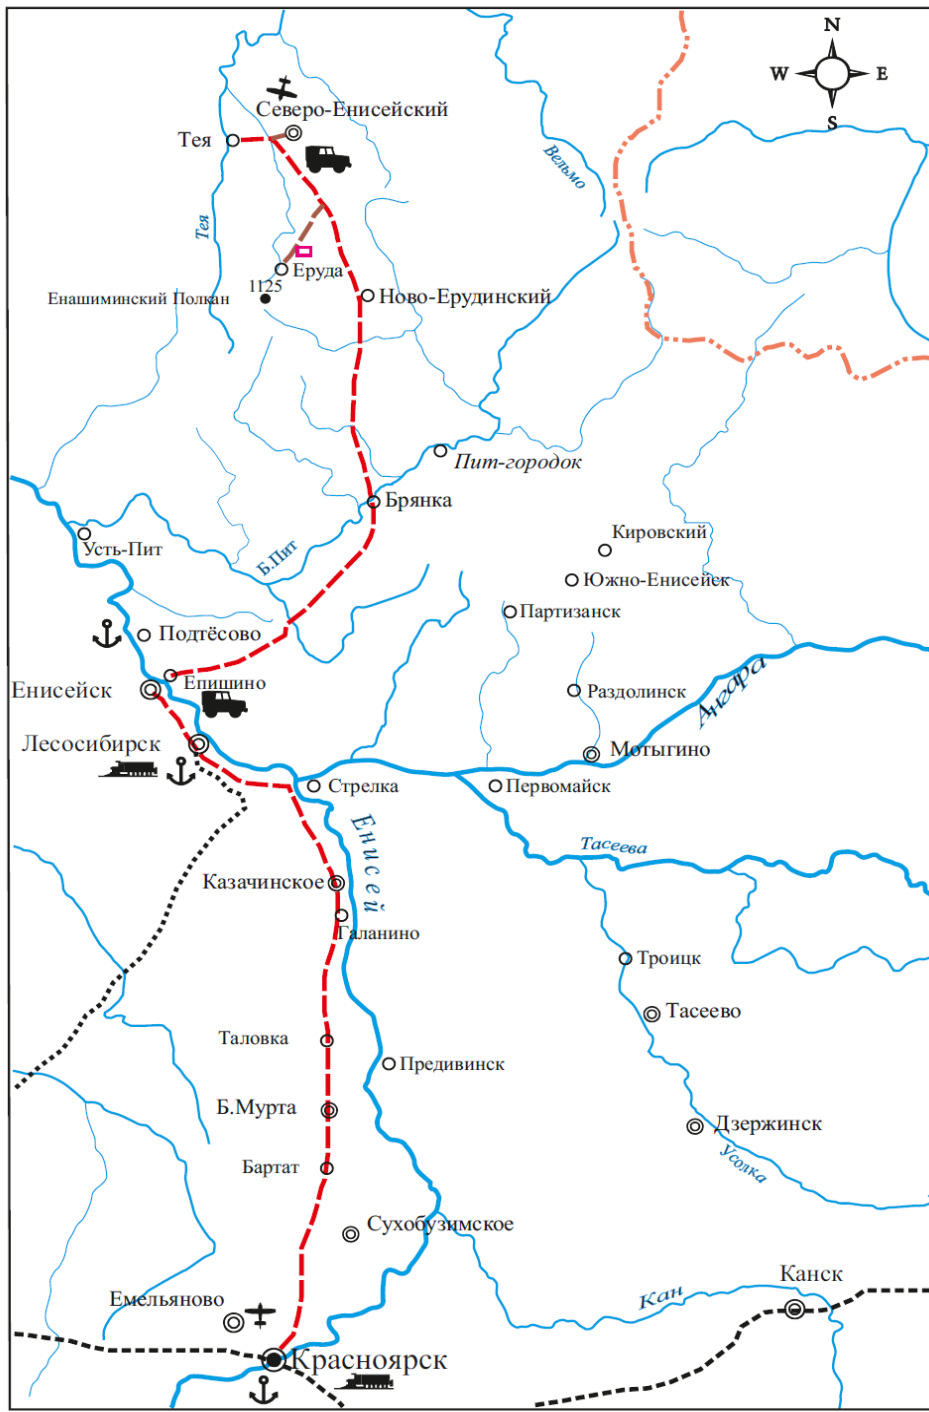 N
W E
S
Северо-Енисейский
Тея
Вельмо
Тея
Еруда
1125
Енашиминский Полкан
Ново-Ерудинский
Пит-городок
Брянка
Кировский
Усть-Пит
Б.Пит
Южно-Енисейск
Партизанск
Подтёсово
Епишино
Енисейск
Раздолинск
Ангара
Лесосибирск
Мотыгино
Стрелка
Первомайск
Енисей
Тасеева
Казачинское
Галанино
Троицк
Тасеево
Таловка
Предивинск
Б.Мурта
Дзержинск
Бартат
Усолка
Сухобузимское
Канск
Емельяново
Кан
Красноярск